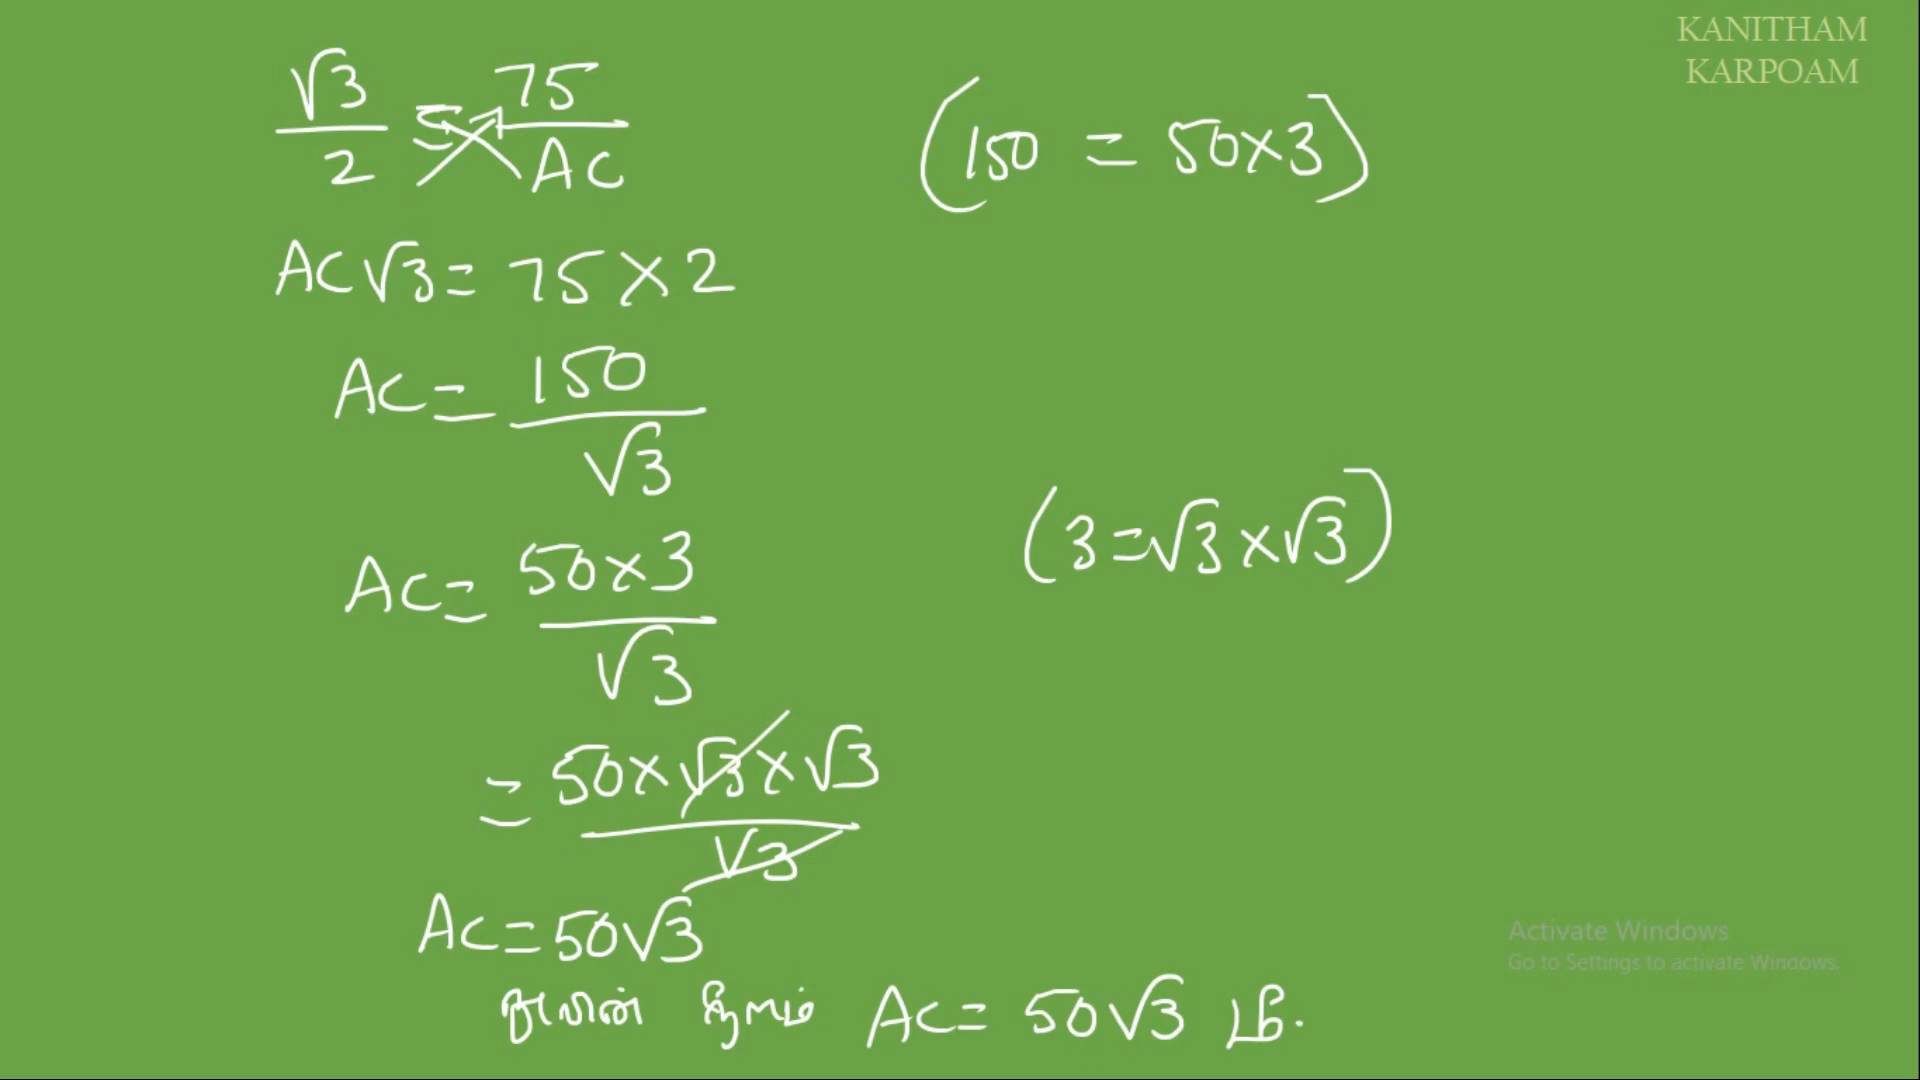 KANITHAM
KARPOAM
√3/2 = 75/AC
(150 = 50×3)
AC√3 = 75×2
AC = 150/√3
AC = 50×3/√3
(3 = √3×√3)
= 50×√3×√3/√3
AC = 50√3
நீளம் AC = 50√3 மீ.
Activate Windows
Go to Settings to activate Windows.